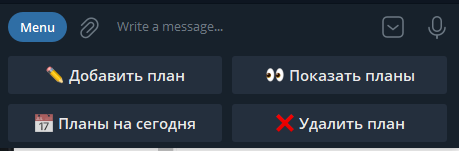 Menu Write a message...
✏️ Добавить план 👀 Показать планы
📅 Планы на сегодня ❌ Удалить план